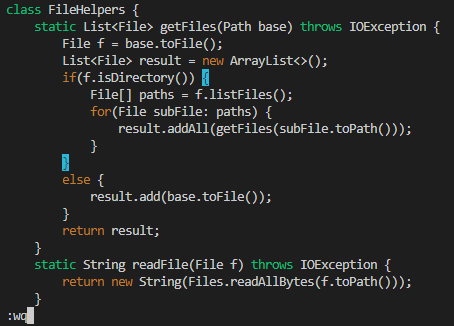 class FileHelpers {
    static List<File> getFiles(Path base) throws IOException {
        File f = base.toFile();
        List<File> result = new ArrayList<>();
        if(f.isDirectory()) {
            File[] paths = f.listFiles();
            for(File subFile: paths) {
                result.addAll(getFiles(subFile.toPath()));
            }
        }
        else {
            result.add(base.toFile());
        }
        return result;
    }
    static String readFile(File f) throws IOException {
        return new String(Files.readAllBytes(f.toPath()));
    }
:wq